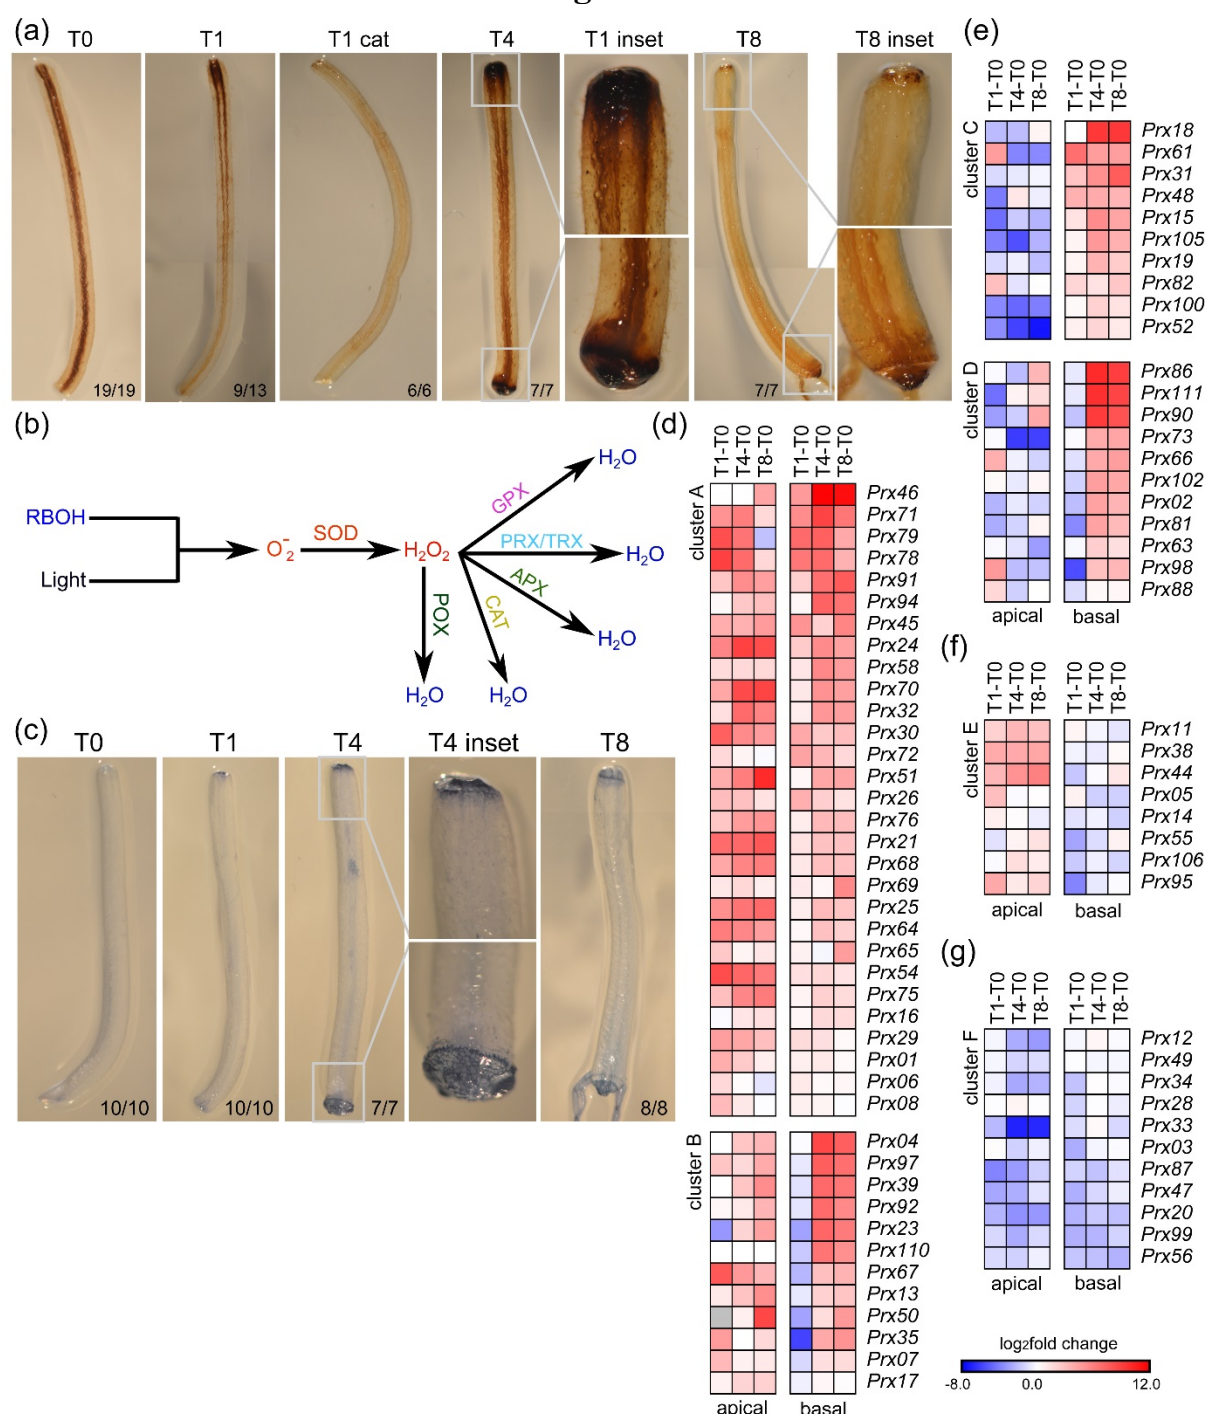 (a)
T0
T1
T1 cat
T4
T1 inset
T8
T8 inset
19/19
9/13
6/6
7/7
7/7
(b)
RBOH
Light
O2-
SOD
H2O2
GPX
H2O
PRX/TRX
H2O
APX
H2O
CAT
H2O
POX
H2O
(c)
T0
T1
T4
T4 inset
T8
10/10
10/10
7/7
8/8
(d)
T1-T0
T4-T0
T8-T0
T1-T0
T4-T0
T8-T0
cluster A
Prx46
Prx71
Prx79
Prx78
Prx91
Prx94
Prx45
Prx24
Prx58
Prx70
Prx32
Prx30
Prx72
Prx51
Prx26
Prx76
Prx21
Prx68
Prx69
Prx25
Prx64
Prx65
Prx54
Prx75
Prx16
Prx29
Prx01
Prx06
Prx08
cluster B
Prx04
Prx97
Prx39
Prx92
Prx23
Prx110
Prx67
Prx13
Prx50
Prx35
Prx07
Prx17
apical
basal
(e)
T1-T0
T4-T0
T8-T0
T1-T0
T4-T0
T8-T0
cluster C
Prx18
Prx61
Prx31
Prx48
Prx15
Prx105
Prx19
Prx82
Prx100
Prx52
cluster D
Prx86
Prx111
Prx90
Prx73
Prx66
Prx102
Prx02
Prx81
Prx63
Prx98
Prx88
apical
basal
(f)
T1-T0
T4-T0
T8-T0
T1-T0
T4-T0
T8-T0
cluster E
Prx11
Prx38
Prx44
Prx05
Prx14
Prx55
Prx106
Prx95
apical
basal
(g)
T1-T0
T4-T0
T8-T0
T1-T0
T4-T0
T8-T0
cluster F
Prx12
Prx49
Prx34
Prx28
Prx33
Prx03
Prx87
Prx47
Prx20
Prx99
Prx56
apical
basal
log2fold change
-8.0
0.0
12.0